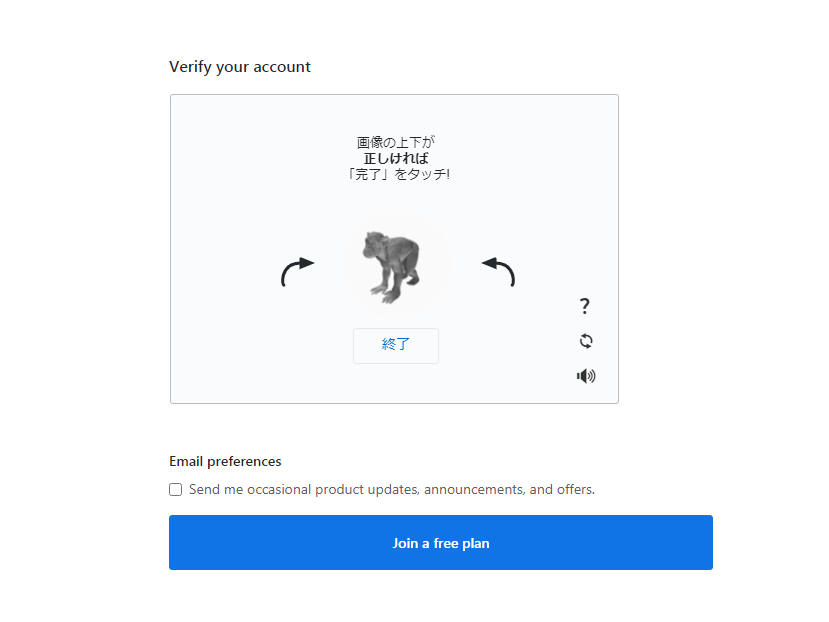 Verify your account
画像の上下が
正しければ
「完了」をタッチ!
?
終了
Email preferences
Send me occasional product updates, announcements, and offers.
Join a free plan